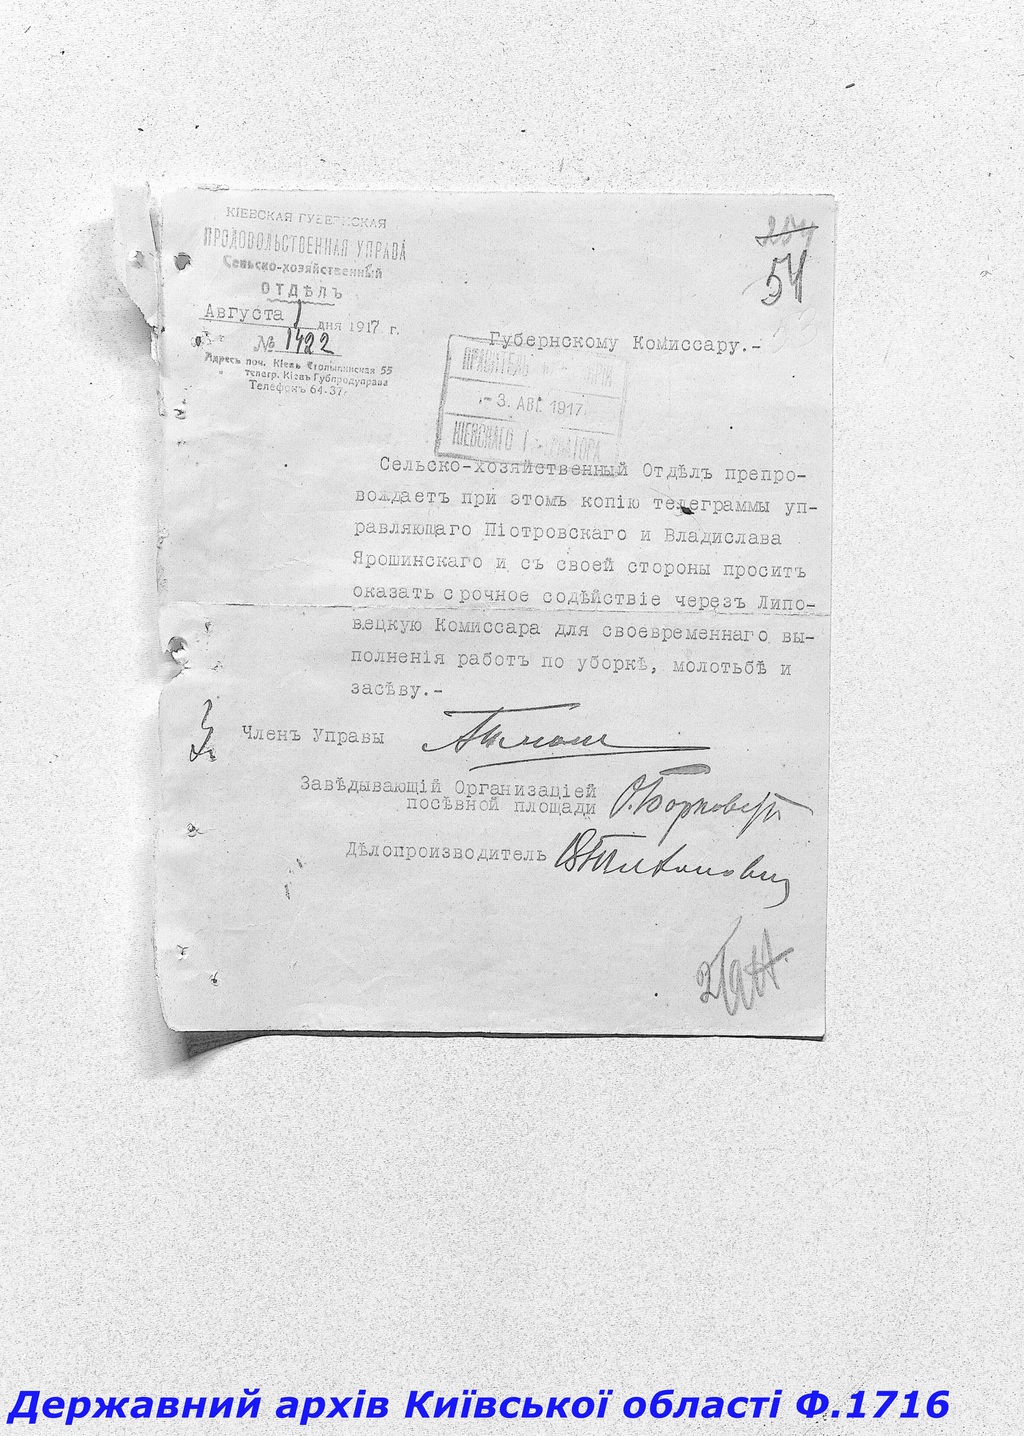 КІЕВСКАЯ ГУБЕРНСКАЯ
ПРОДОВОЛЬСТВЕННАЯ УПРАВА
Сельско-хозяйственный
ОТДѢЛЪ
Августа 1 дня 1917 г.
№ 1422
Адресъ поч. Кіевъ Столыпинская 55
телегр. Кіевъ Губпродуправа
Телефонъ 64-37
254
54
Губернскому Комиссару.-
- 3. АВГ. 1917
КІЕВСКАГО ГУБЕРНАТОРА
Сельско-хозяйственный Отдѣлъ препро-
вождаетъ при этомъ копію телеграммы уп-
равляющаго Піотровскаго и Владислава
Ярошинскаго и съ своей стороны проситъ
оказать срочное содѣйствіе черезъ Липо-
вецкую Комиссара для своевременнаго вы-
полненія работъ по уборкѣ, молотьбѣ и
засѣву.-
Членъ Управы
Завѣдывающій Организаціей
посѣвной площади
Дѣлопроизводитель
Державний архів Київської області Ф.1716